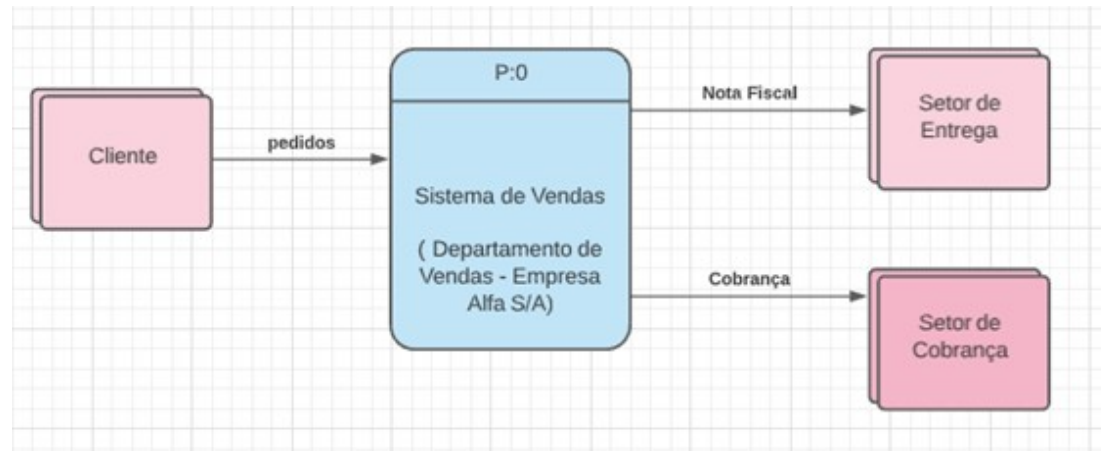 Cliente
pedidos
P:0
Sistema de Vendas
( Departamento de
Vendas - Empresa
Alfa S/A)
Nota Fiscal
Setor de
Entrega
Cobrança
Setor de
Cobrança